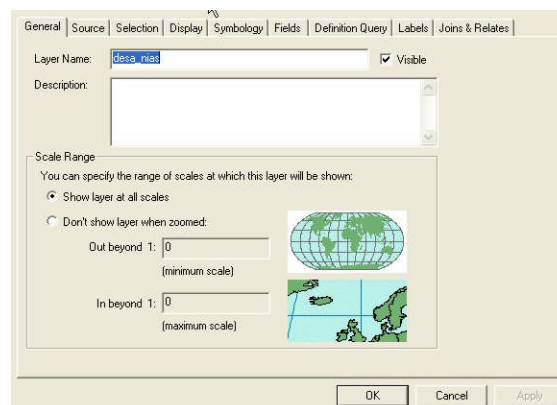 General Source Selection Display Symbology Fields Definition Query Labels Joins & Relates
Layer Name: desa_nias Visible
Description:
Scale Range
You can specify the range of scales at which this layer will be shown:
Show layer at all scales
Don't show layer when zoomed:
Out beyond 1: 0
(minimum scale)
In beyond 1: 0
(maximum scale)
OK Cancel Apply